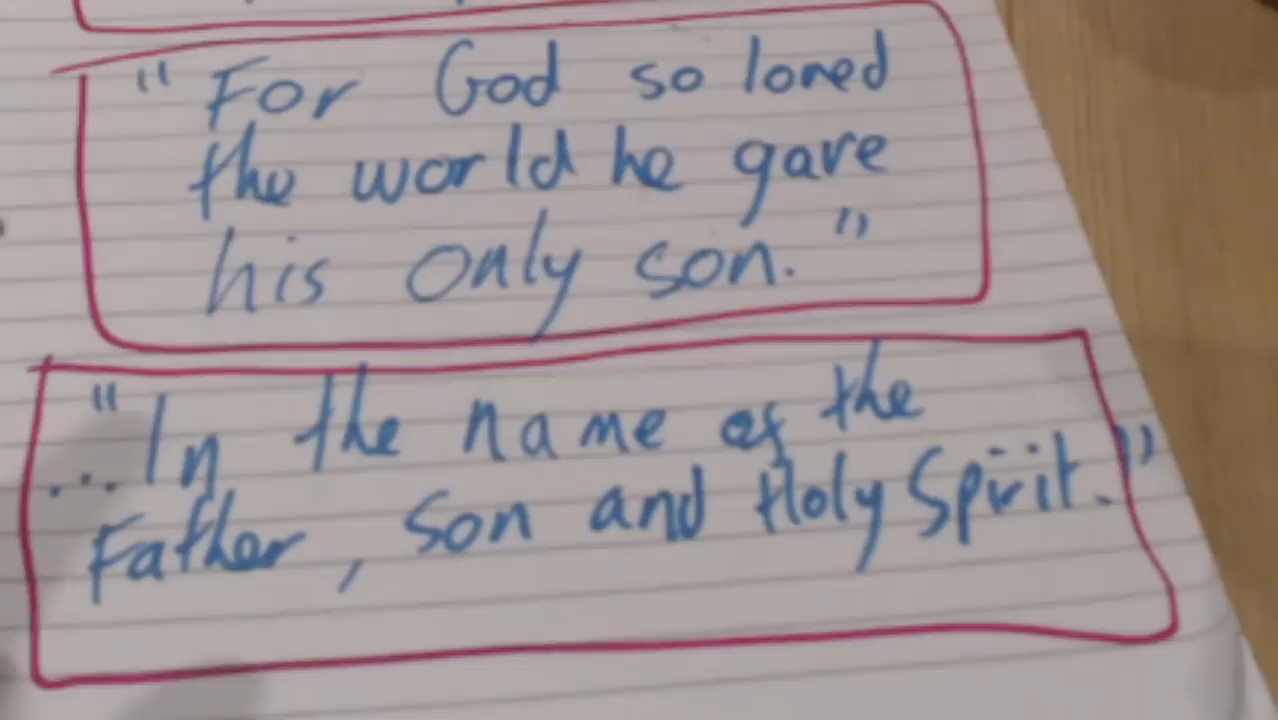 "For God so loved
the world he gave
his only son."
"...In the name of the
Father, Son and Holy Spirit."